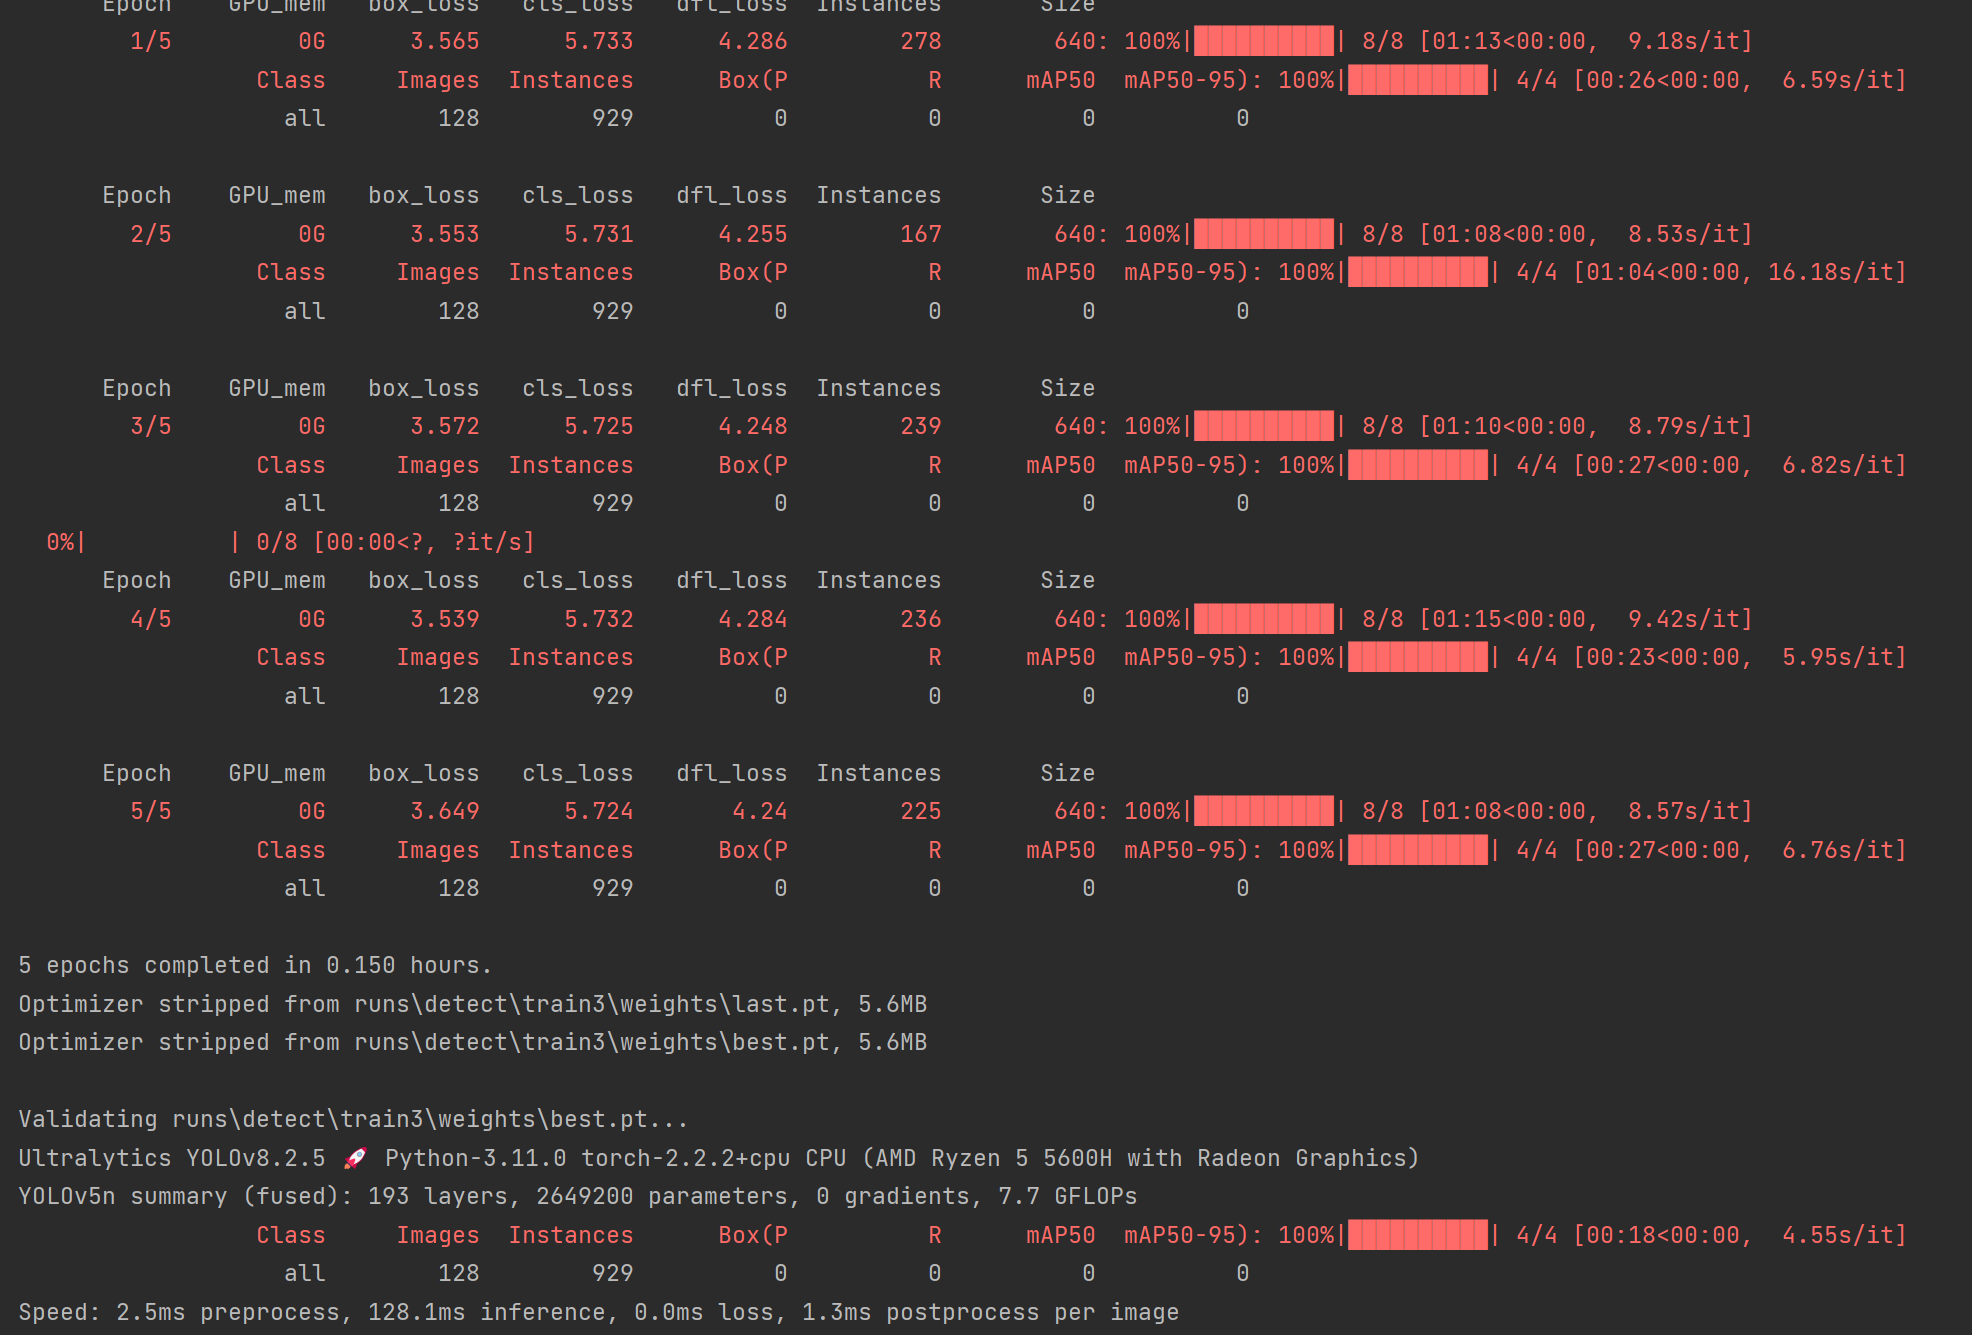 Epoch GPU_mem box_loss cls_loss dfl_loss Instances Size
1/5 0G 3.565 5.733 4.286 278 640: 100%|██████████| 8/8 [01:13<00:00, 9.18s/it]
Class Images Instances Box(P R mAP50 mAP50-95): 100%|██████████| 4/4 [00:26<00:00, 6.59s/it]
all 128 929 0 0 0 0
Epoch GPU_mem box_loss cls_loss dfl_loss Instances Size
2/5 0G 3.553 5.731 4.255 167 640: 100%|██████████| 8/8 [01:08<00:00, 8.53s/it]
Class Images Instances Box(P R mAP50 mAP50-95): 100%|██████████| 4/4 [01:04<00:00, 16.18s/it]
all 128 929 0 0 0 0
Epoch GPU_mem box_loss cls_loss dfl_loss Instances Size
3/5 0G 3.572 5.725 4.248 239 640: 100%|██████████| 8/8 [01:10<00:00, 8.79s/it]
Class Images Instances Box(P R mAP50 mAP50-95): 100%|██████████| 4/4 [00:27<00:00, 6.82s/it]
all 128 929 0 0 0 0
0%| | 0/8 [00:00<?, ?it/s]
Epoch GPU_mem box_loss cls_loss dfl_loss Instances Size
4/5 0G 3.539 5.732 4.284 236 640: 100%|██████████| 8/8 [01:15<00:00, 9.42s/it]
Class Images Instances Box(P R mAP50 mAP50-95): 100%|██████████| 4/4 [00:23<00:00, 5.95s/it]
all 128 929 0 0 0 0
Epoch GPU_mem box_loss cls_loss dfl_loss Instances Size
5/5 0G 3.649 5.724 4.24 225 640: 100%|██████████| 8/8 [01:08<00:00, 8.57s/it]
Class Images Instances Box(P R mAP50 mAP50-95): 100%|██████████| 4/4 [00:27<00:00, 6.76s/it]
all 128 929 0 0 0 0
5 epochs completed in 0.150 hours.
Optimizer stripped from runs\detect\train3\weights\last.pt, 5.6MB
Optimizer stripped from runs\detect\train3\weights\best.pt, 5.6MB
Validating runs\detect\train3\weights\best.pt...
Ultralytics YOLOv8.2.5 🚀 Python-3.11.0 torch-2.2.2+cpu CPU (AMD Ryzen 5 5600H with Radeon Graphics)
YOLOv5n summary (fused): 193 layers, 2649200 parameters, 0 gradients, 7.7 GFLOPs
Class Images Instances Box(P R mAP50 mAP50-95): 100%|██████████| 4/4 [00:18<00:00, 4.55s/it]
all 128 929 0 0 0 0
Speed: 2.5ms preprocess, 128.1ms inference, 0.0ms loss, 1.3ms postprocess per image